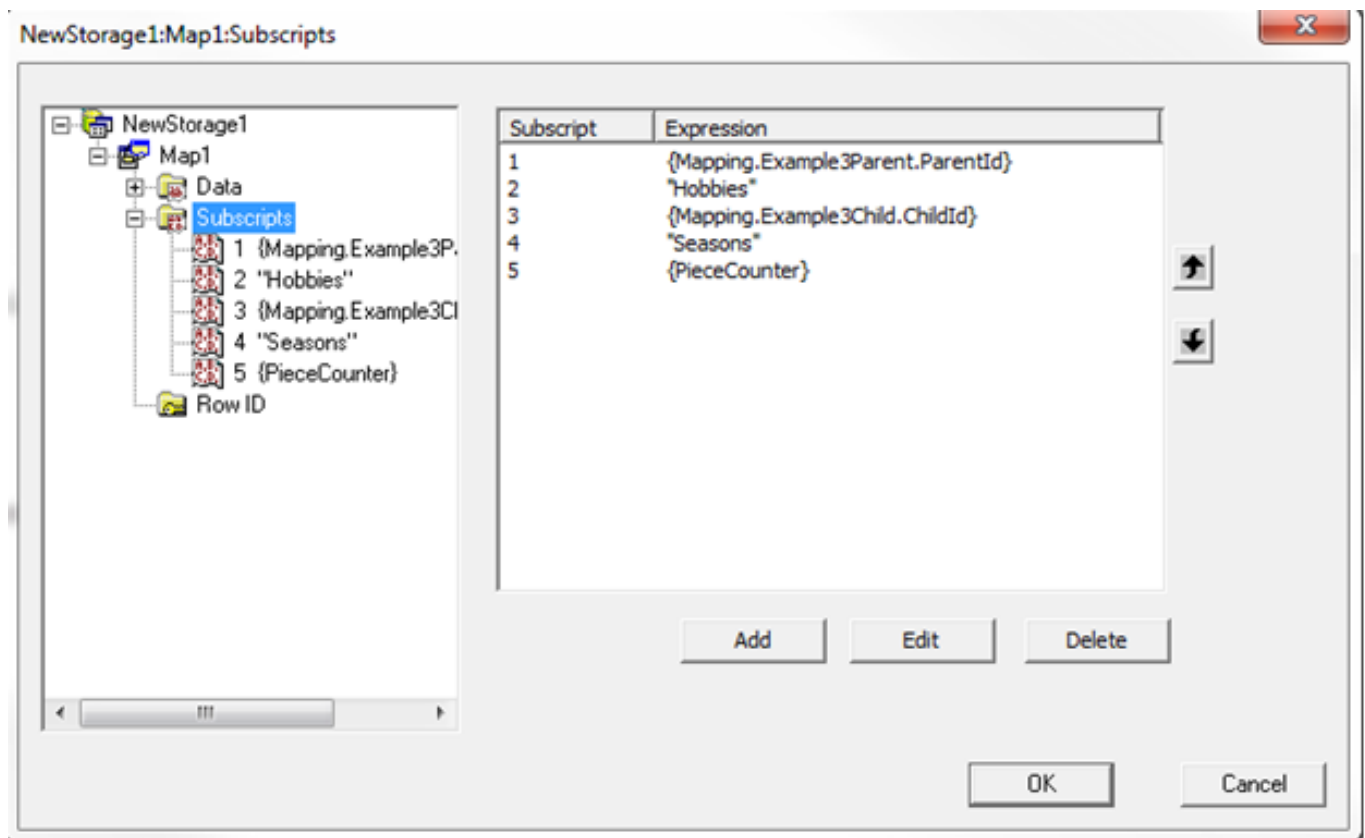 NewStorage1:Map1:Subscripts
NewStorage1
Map1
Data
Subscripts
1 {Mapping.Example3P.
2 "Hobbies"
3 {Mapping.Example3Cl
4 "Seasons"
5 {PieceCounter}
Row ID
Subscript Expression
1 {Mapping.Example3Parent.ParentId}
2 "Hobbies"
3 {Mapping.Example3Child.ChildId}
4 "Seasons"
5 {PieceCounter}
Add Edit Delete
OK Cancel